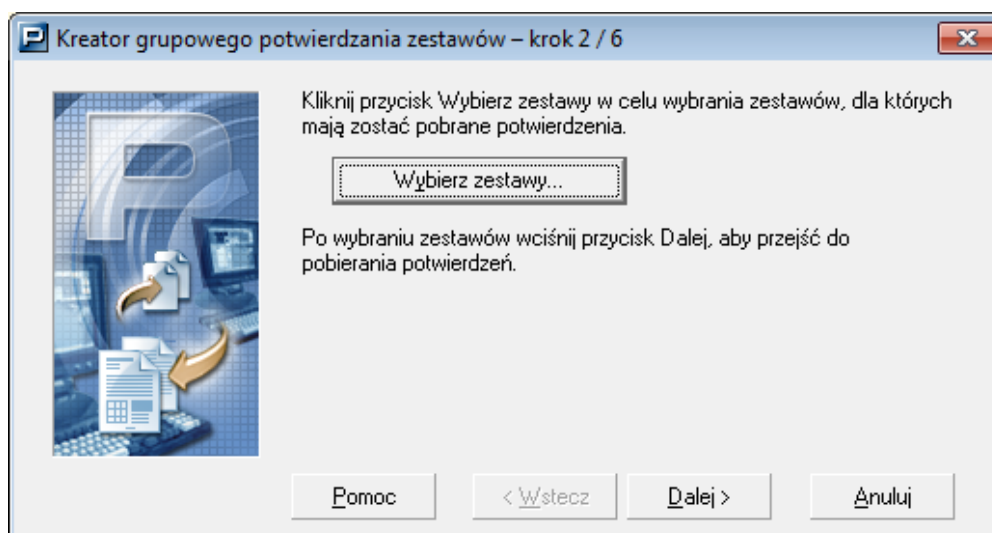 Kreator grupowego potwierdzania zestawów – krok 2 / 6
Kliknij przycisk Wybierz zestawy w celu wybrania zestawów, dla których
mają zostać pobrane potwierdzenia.
Wybierz zestawy...
Po wybraniu zestawów wciśnij przycisk Dalej, aby przejść do
pobierania potwierdzeń.
Pomoc
< Wstecz
Dalej >
Anuluj